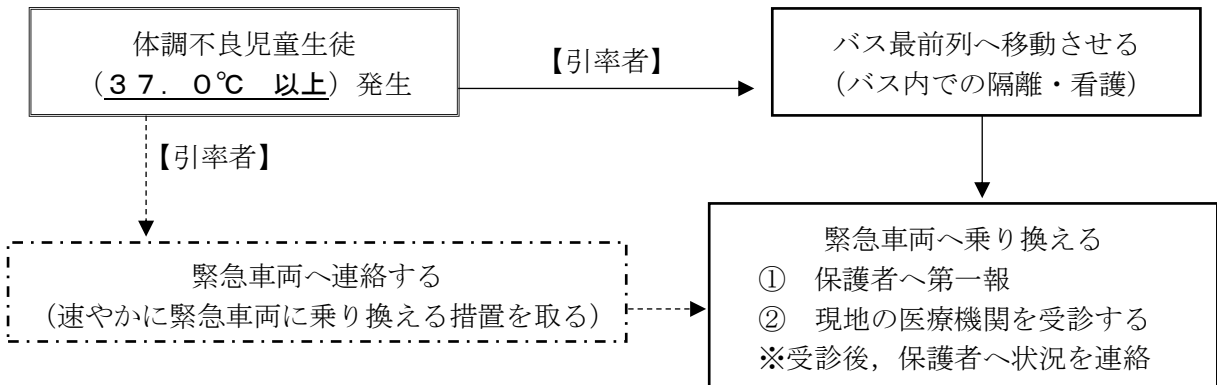 体調不良児童生徒
(37.0℃ 以上)発生
【引率者】
バス最前列へ移動させる
(バス内での隔離・看護)
【引率者】
緊急車両へ連絡する
(速やかに緊急車両に乗り換える措置を取る)
緊急車両へ乗り換える
① 保護者へ第一報
② 現地の医療機関を受診する
※受診後,保護者へ状況を連絡